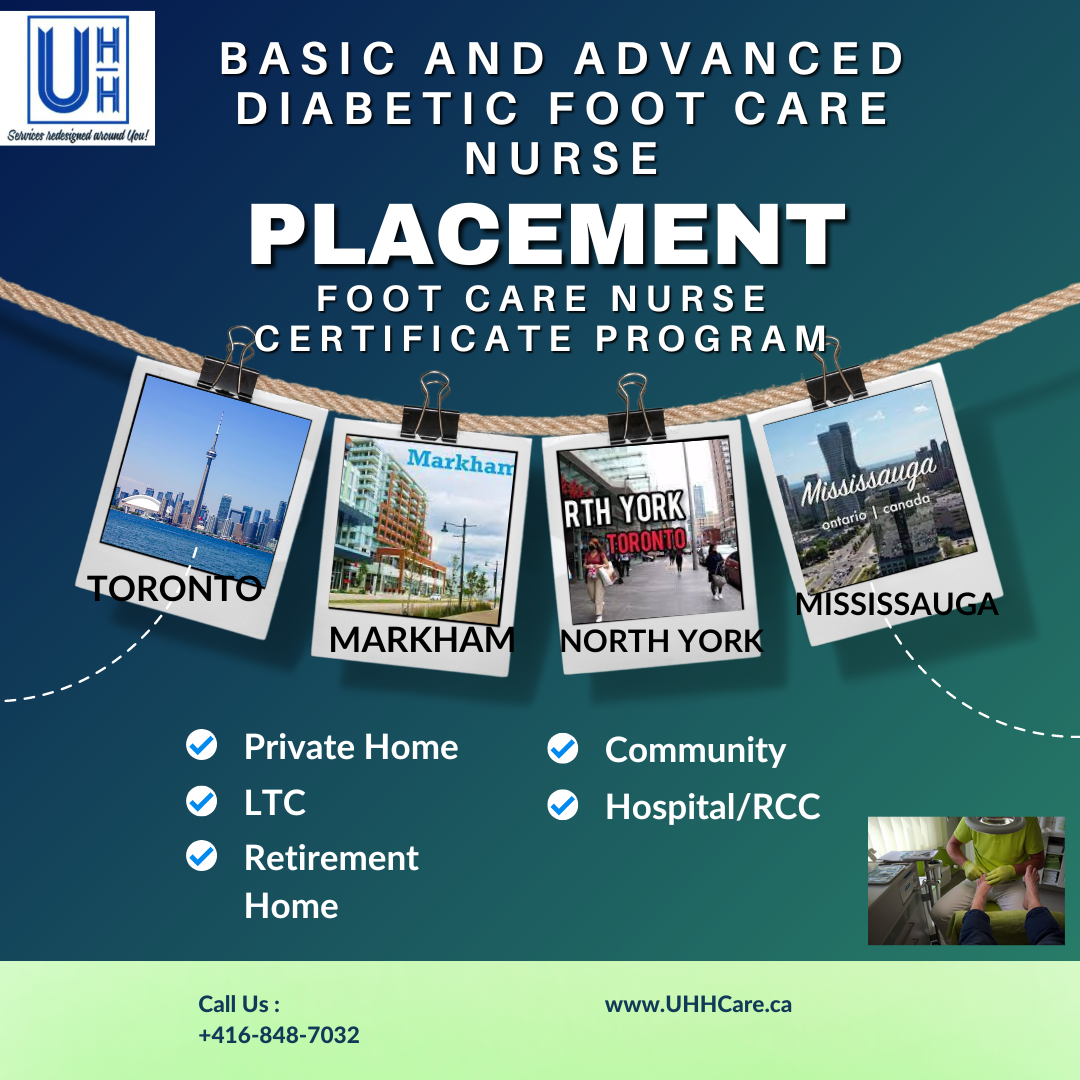 UHH
Services redesigned around You!
BASIC AND ADVANCED
DIABETIC FOOT CARE
NURSE
PLACEMENT
FOOT CARE NURSE
CERTIFICATE PROGRAM
Markham
RTH YORK
TORONTO
Mississauga
ontario | canada
TORONTO
MARKHAM
NORTH YORK
MISSISSAUGA
Private Home
LTC
Retirement
Home
Community
Hospital/RCC
Call Us :
+416-848-7032
www.UHHCare.ca